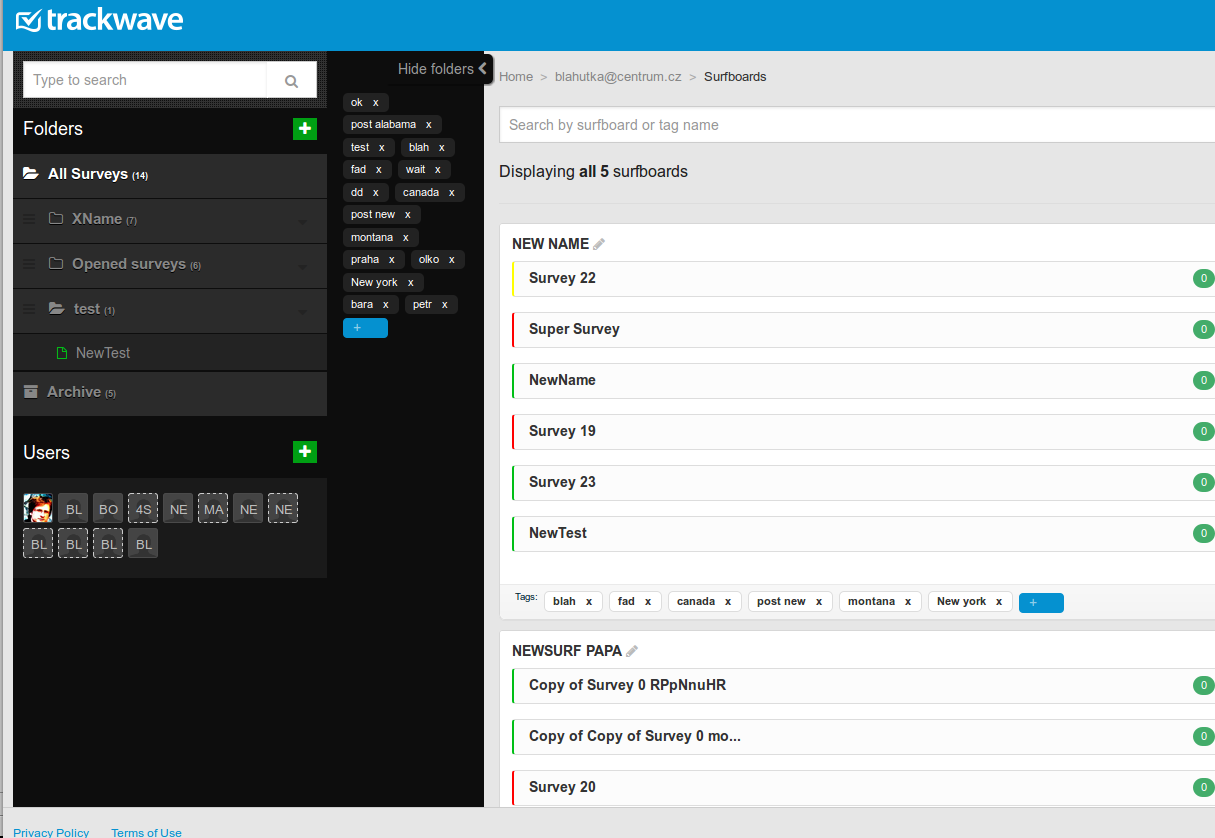 trackwave
Type to search
Folders
All Surveys (14)
XName (7)
Opened surveys (6)
test (1)
NewTest
Archive (5)
Users
BL BO 4S NE MA NE NE
BL BL BL BL
Hide folders
ok x
post alabama x
test x blah x
fad x wait x
dd x canada x
post new x
montana x
praha x olko x
New york x
bara x petr x
+
Home > blahutka@centrum.cz > Surfboards
Search by surfboard or tag name
Displaying all 5 surfboards
NEW NAME
Survey 22 0
Super Survey 0
NewName 0
Survey 19 0
Survey 23 0
NewTest 0
Tags: blah x fad x canada x post new x montana x New york x +
NEWSURF PAPA
Copy of Survey 0 RPpNnuHR 0
Copy of Copy of Survey 0 mo... 0
Survey 20 0
Privacy Policy Terms of Use